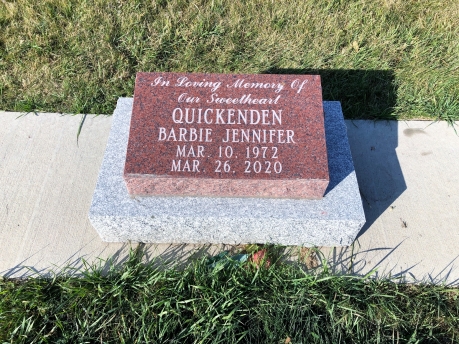 In Loving Memory Of
Our Sweetheart
QUICKENDEN
BARBIE JENNIFER
MAR. 10, 1972
MAR. 26, 2020